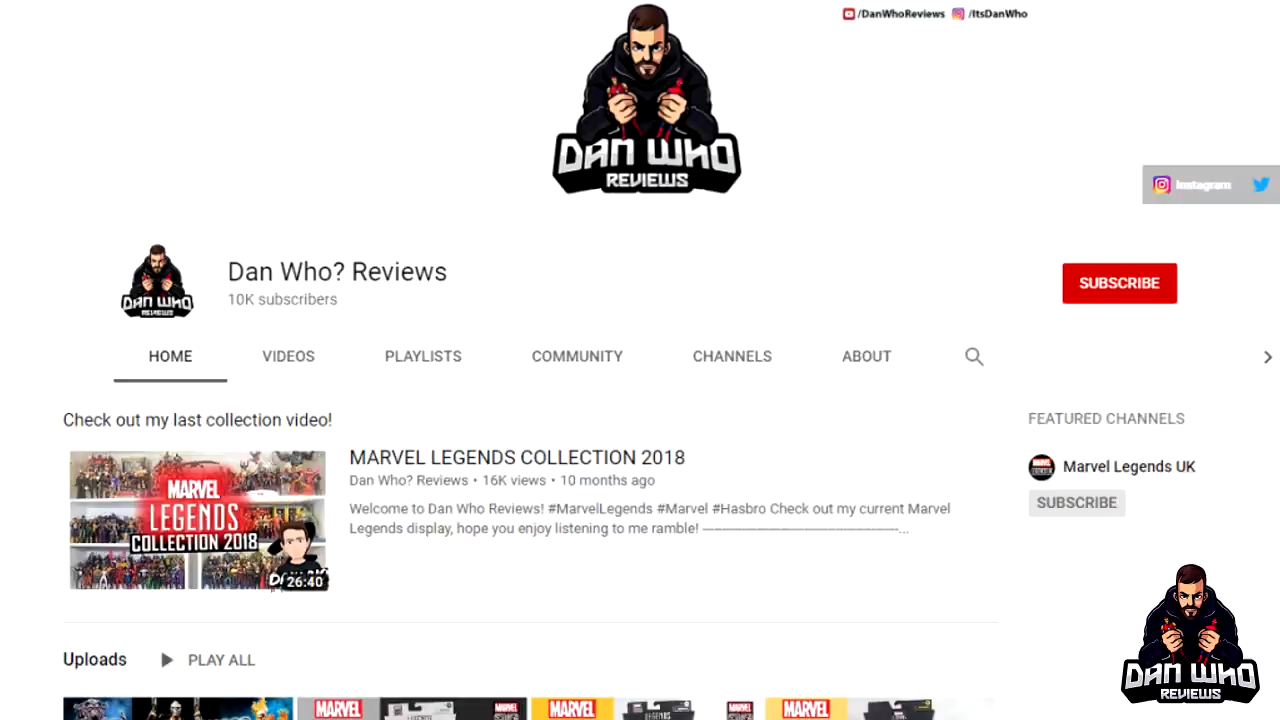 /DanWhoReviews /ItsDanWho
DAN WHO
REVIEWS
Instagram
DAN WHO
REVIEWS
Dan Who? Reviews
10K subscribers
SUBSCRIBE
HOME VIDEOS PLAYLISTS COMMUNITY CHANNELS ABOUT
Check out my last collection video!
MARVEL
LEGENDS
COLLECTION 2018
26:40
MARVEL LEGENDS COLLECTION 2018
Dan Who? Reviews • 16K views • 10 months ago
Welcome to Dan Who Reviews! #MarvelLegends #Marvel #Hasbro Check out my current Marvel
Legends display, hope you enjoy listening to me ramble! ----------------------------------------------------...
FEATURED CHANNELS
Marvel Legends UK
SUBSCRIBE
Uploads PLAY ALL
MARVEL
MARVEL
MARVEL
DAN WHO
REVIEWS